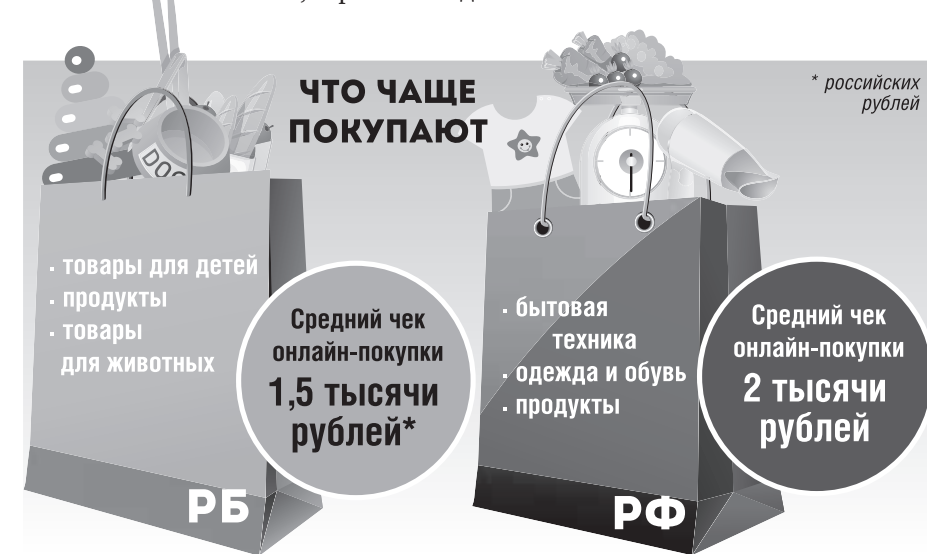 ЧТО ЧАЩЕ
ПОКУПАЮТ
* российских
рублей
DOG
· товары для детей
· продукты
· товары
для животных
Средний чек
онлайн-покупки
1,5 тысячи
рублей*
РБ
· бытовая
техника
· одежда и обувь
· продукты
Средний чек
онлайн-покупки
2 тысячи
рублей
РФ